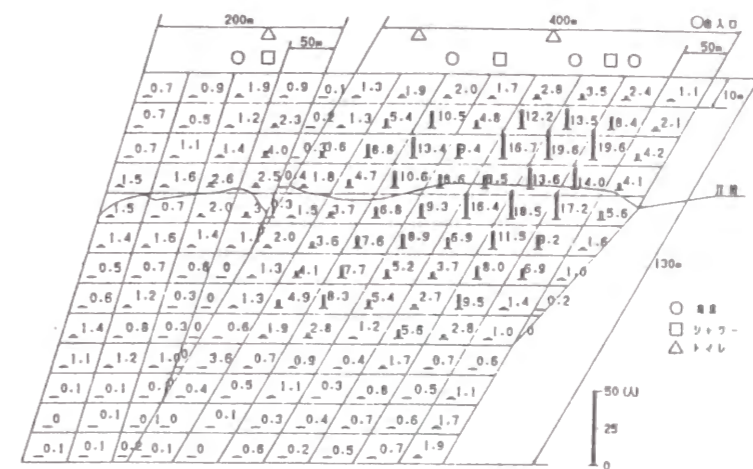 200m 400m 出入口
50m 50m
0.7 0.9 1.9 0.9 0.1 1.3 1.9 2.0 1.7 2.8 3.5 2.4 1.1 10m
0.7 0.5 1.2 2.3 0.2 1.3 5.4 10.5 4.8 12.2 13.5 8.4 2.1
0.7 1.1 1.4 4.0 0.3 3.6 8.8 13.4 9.4 16.7 19.6 19.6 4.2
1.5 1.6 2.6 2.5 0.4 1.8 4.7 10.6 8.6 9.5 13.6 14.0 4.1
汀線
1.5 0.7 2.0 0.3 1.5 3.7 6.8 9.3 16.4 18.5 17.2 5.6
1.4 1.6 1.4 2.0 3.6 7.6 8.9 6.9 11.5 9.2 1.6
130m
0.5 0.7 0.6 0 1.3 4.1 7.7 5.2 3.7 8.0 6.9 1.0
0.6 1.2 0.3 0 1.3 4.9 8.3 5.4 2.7 9.5 1.4 0.2
○
□ シャワー
1.4 0.8 0.3 0 0.6 1.9 2.8 1.2 5.6 2.8 1.0 0
△ トイレ
1.1 1.2 1.0 0 3.6 0.7 0.9 0.4 1.7 0.7 0.6
0.1 0.1 0.4 0.5 1.1 0.3 0.8 0.5 1.1
50 (人)
0 0.1 0.1 0 0.1 0.3 0.4 0.7 0.6 1.7
25
0.1 0.1 0.2 0.1 0 0.6 0.2 0.5 0.7 1.9
0